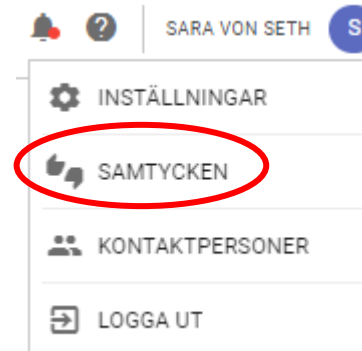 SARA VON SETH S
INSTÄLLNINGAR
SAMTYCKEN
KONTAKTPERSONER
LOGGA UT